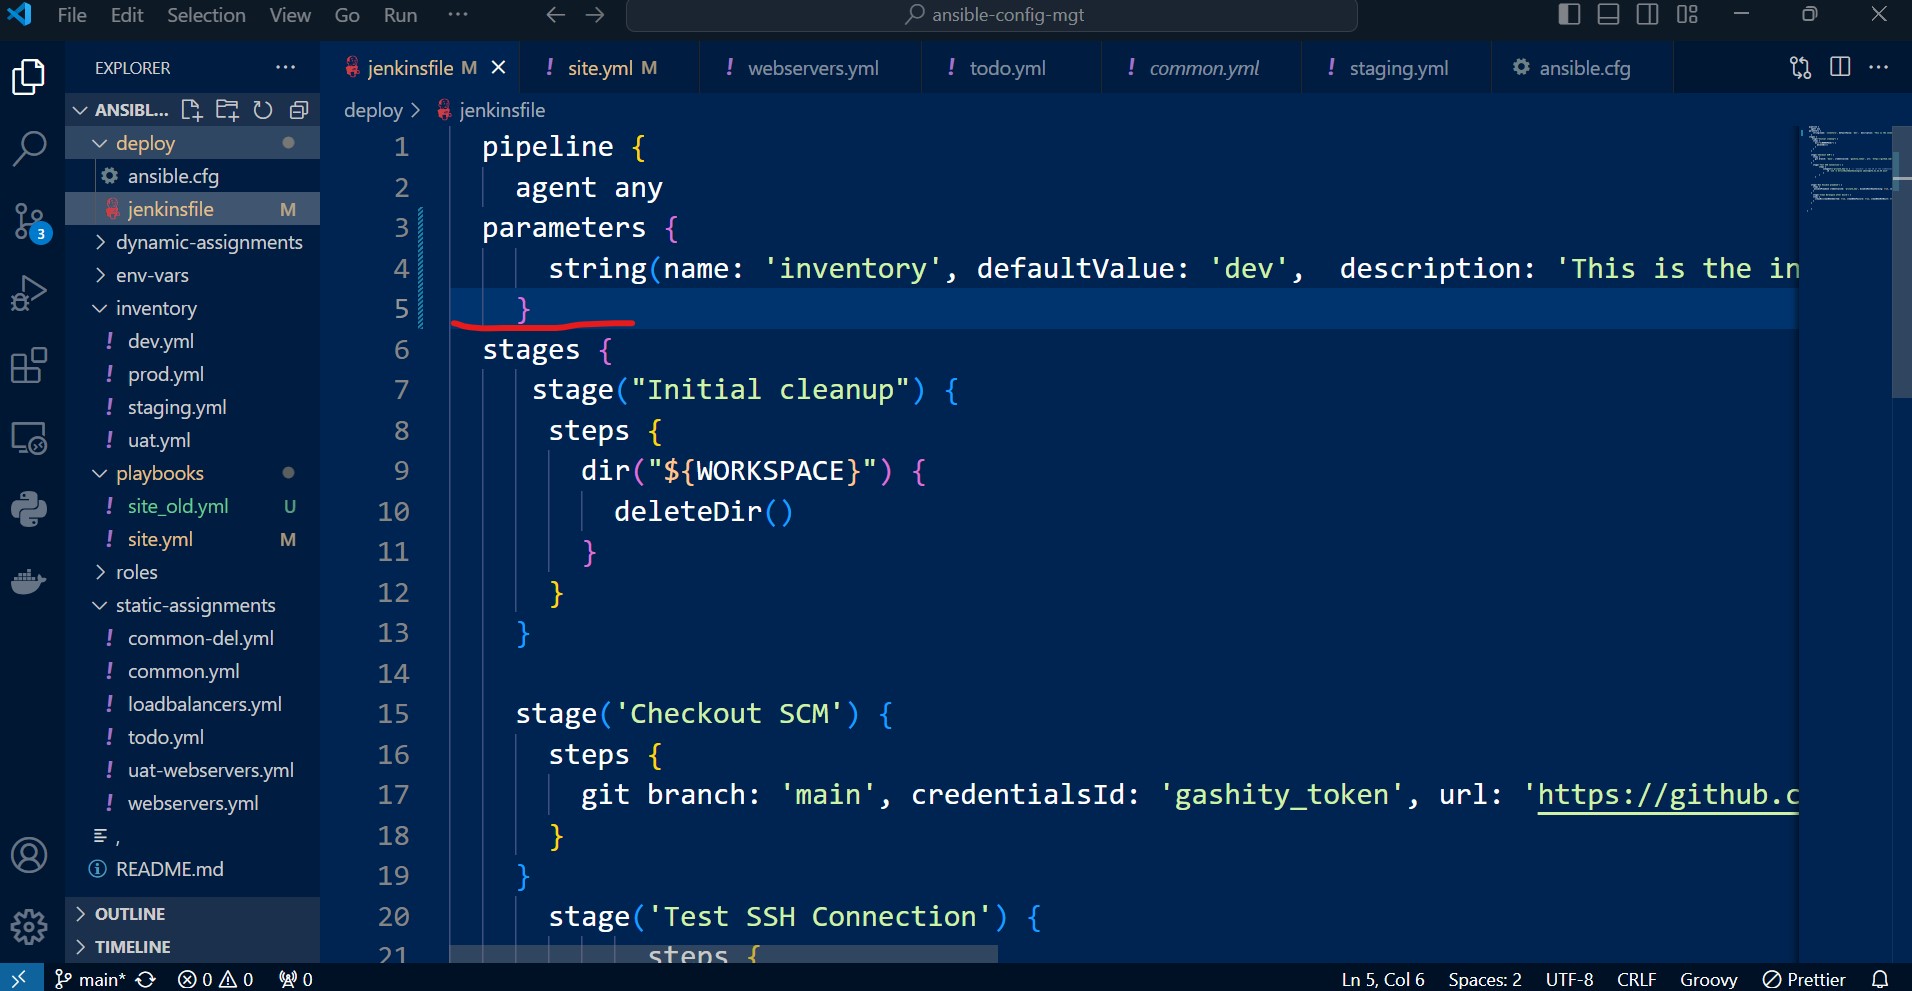 File Edit Selection View Go Run ···
ansible-config-mgt
EXPLORER ···
jenkinsfile M
! site.yml M
! webservers.yml
! todo.yml
! common.yml
! staging.yml
ansible.cfg
···
ANSIBL...
deploy
ansible.cfg
jenkinsfile M
dynamic-assignments
env-vars
inventory
! dev.yml
! prod.yml
! staging.yml
! uat.yml
playbooks
! site_old.yml U
! site.yml M
roles
static-assignments
! common-del.yml
! common.yml
! loadbalancers.yml
! todo.yml
! uat-webservers.yml
! webservers.yml
,
README.md
OUTLINE
TIMELINE
3
deploy > jenkinsfile
1 pipeline {
2 agent any
3 parameters {
4 string(name: 'inventory', defaultValue: 'dev', description: 'This is the in
5 }
6 stages {
7 stage("Initial cleanup") {
8 steps {
9 dir("${WORKSPACE}") {
10 deleteDir()
11 }
12 }
13 }
14
15 stage('Checkout SCM') {
16 steps {
17 git branch: 'main', credentialsId: 'gashity_token', url: 'https://github.c
18 }
19 }
20 stage('Test SSH Connection') {
21 steps {
main* 0 0 0
Ln 5, Col 6 Spaces: 2 UTF-8 CRLF Groovy Prettier